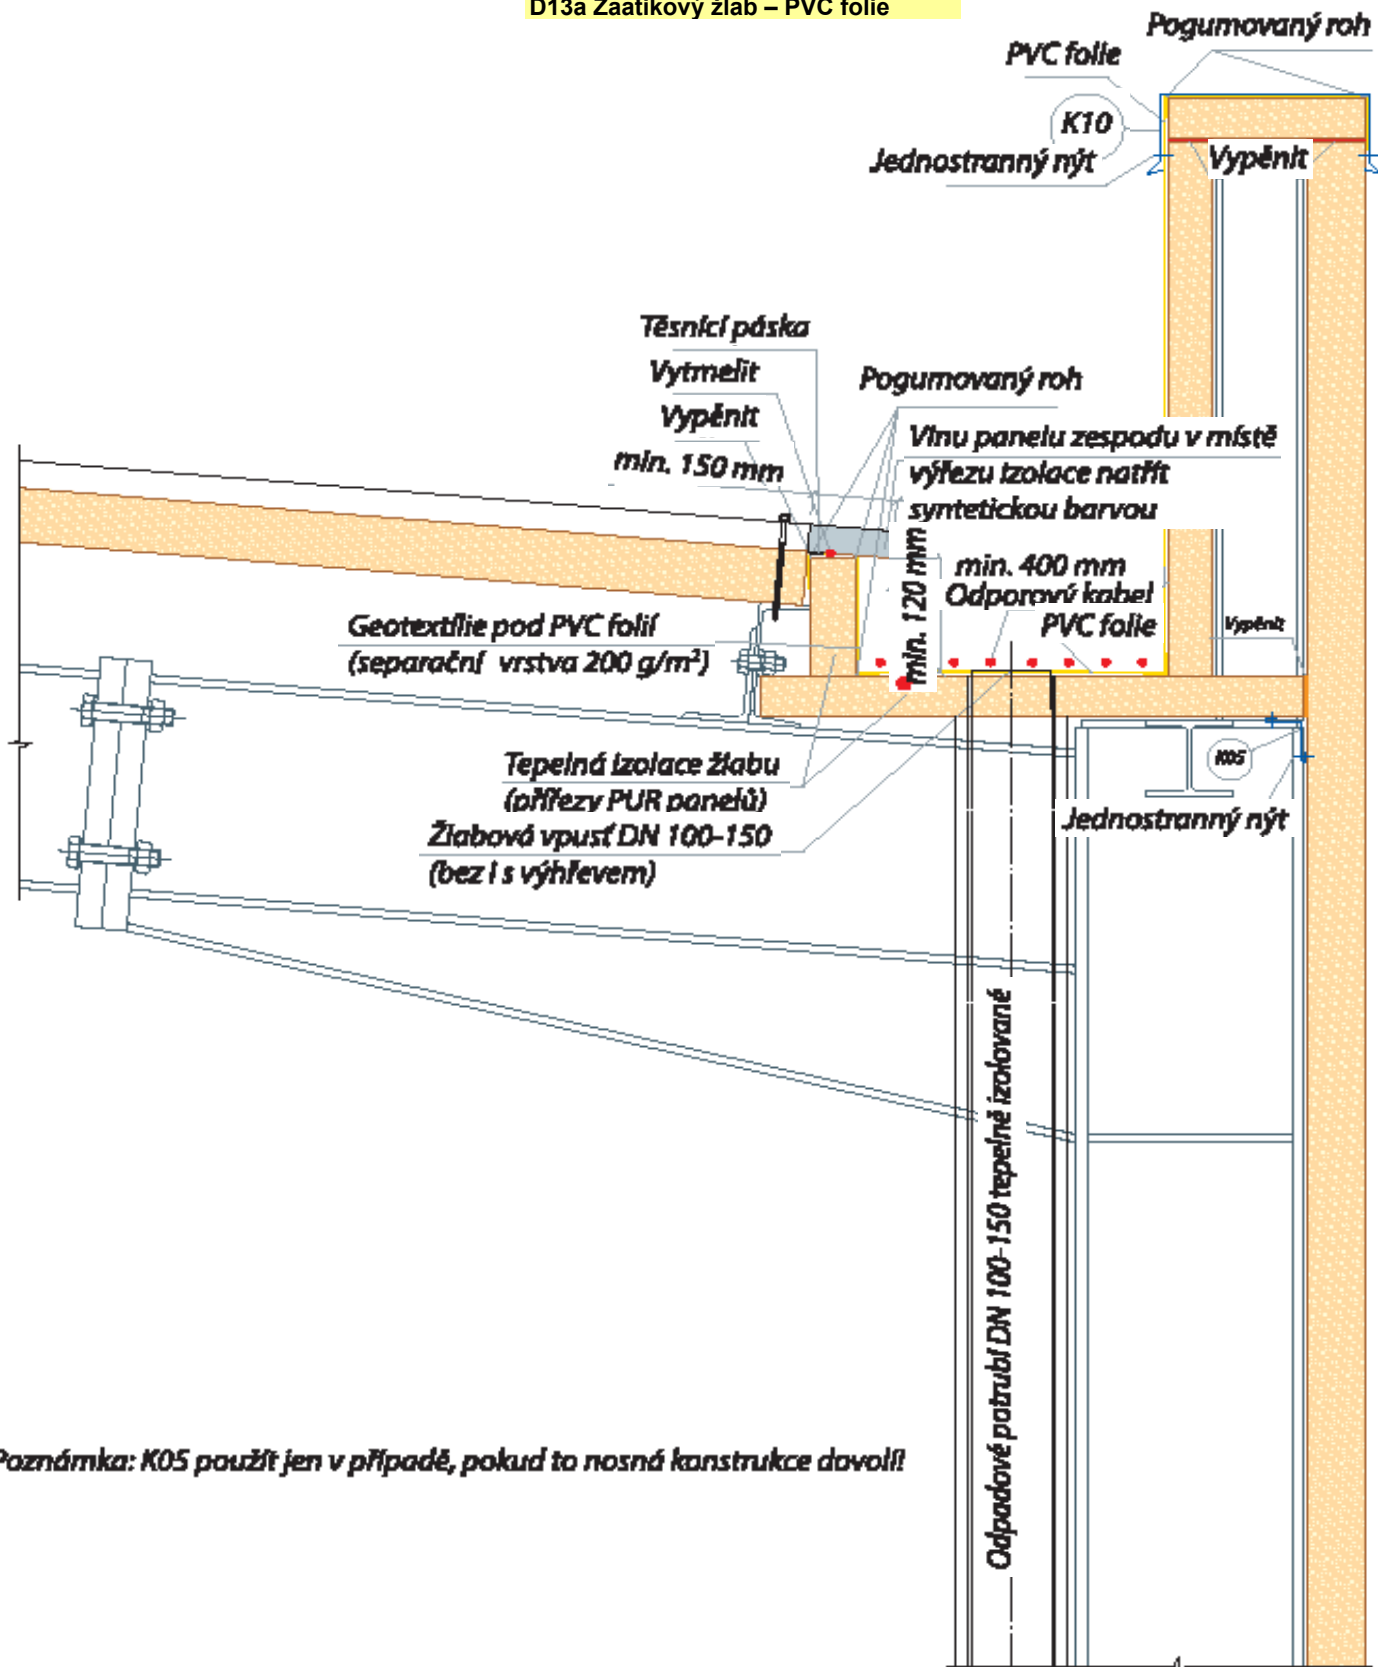 D13a Zaatikový žlab – PVC folie
Pogumovaný roh
PVC folie
K10
Jednostranný nýt
Vypěnit
Těsnící páska
Vytmelit
Vypěnit
min. 150 mm
Pogumovaný roh
Vlnu panelu zespodu v místě
výřezu izolace natřít
syntetickou barvou
min. 120 mm
min. 400 mm
Odporový kabel
PVC folie
Vypěnit
Geotextílie pod PVC folií
(separační vrstva 200 g/m²)
Tepelná izolace žlabu
(přířezy PUR panelů)
Žlabová vpusť DN 100-150
(bez i s výhřevem)
K05
Jednostranný nýt
Odpadové potrubí DN 100-150 tepelně izolované
Poznámka: K05 použít jen v případě, pokud to nosná konstrukce dovolí!